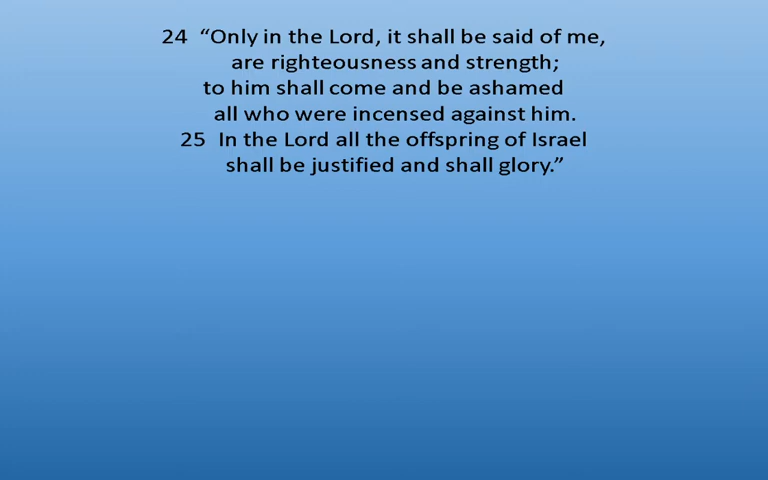 24 “Only in the Lord, it shall be said of me,
are righteousness and strength;
to him shall come and be ashamed
all who were incensed against him.
25 In the Lord all the offspring of Israel
shall be justified and shall glory.”